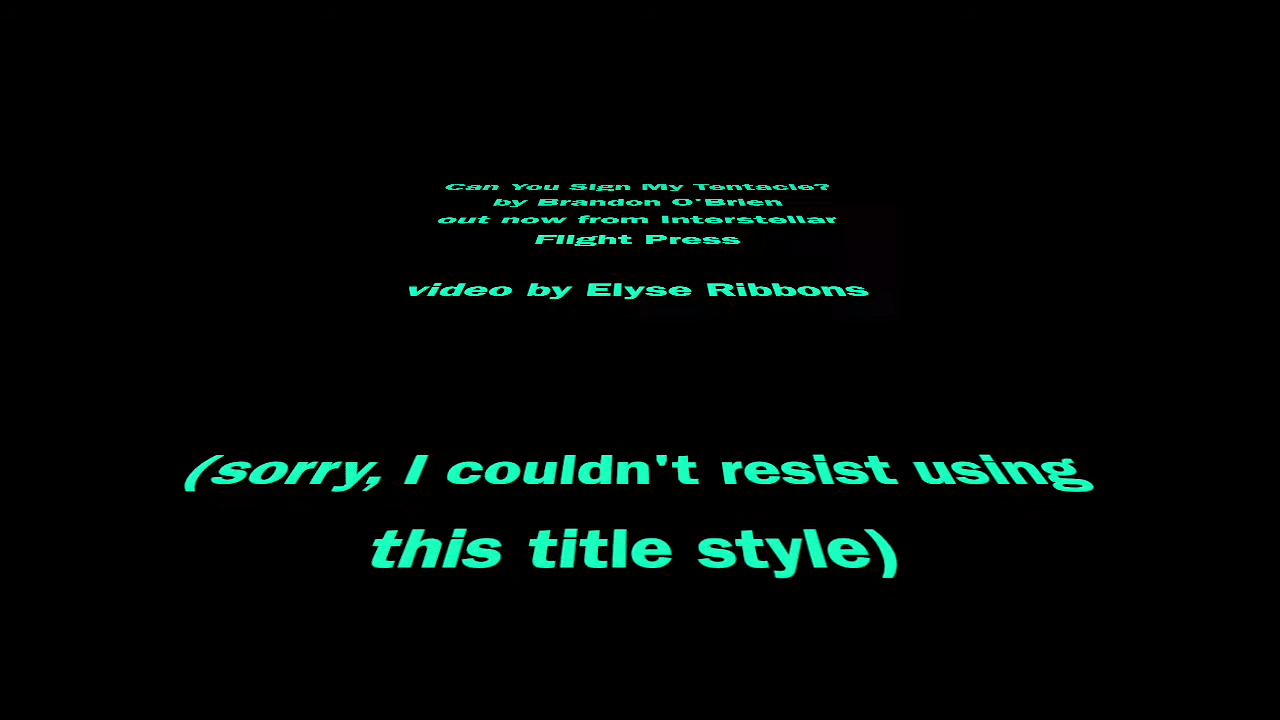 Can You Sign My Tentacle?
by Brandon O'Brien
out now from Interstellar
Flight Press
video by Elyse Ribbons
(sorry, I couldn't resist using
this title style)